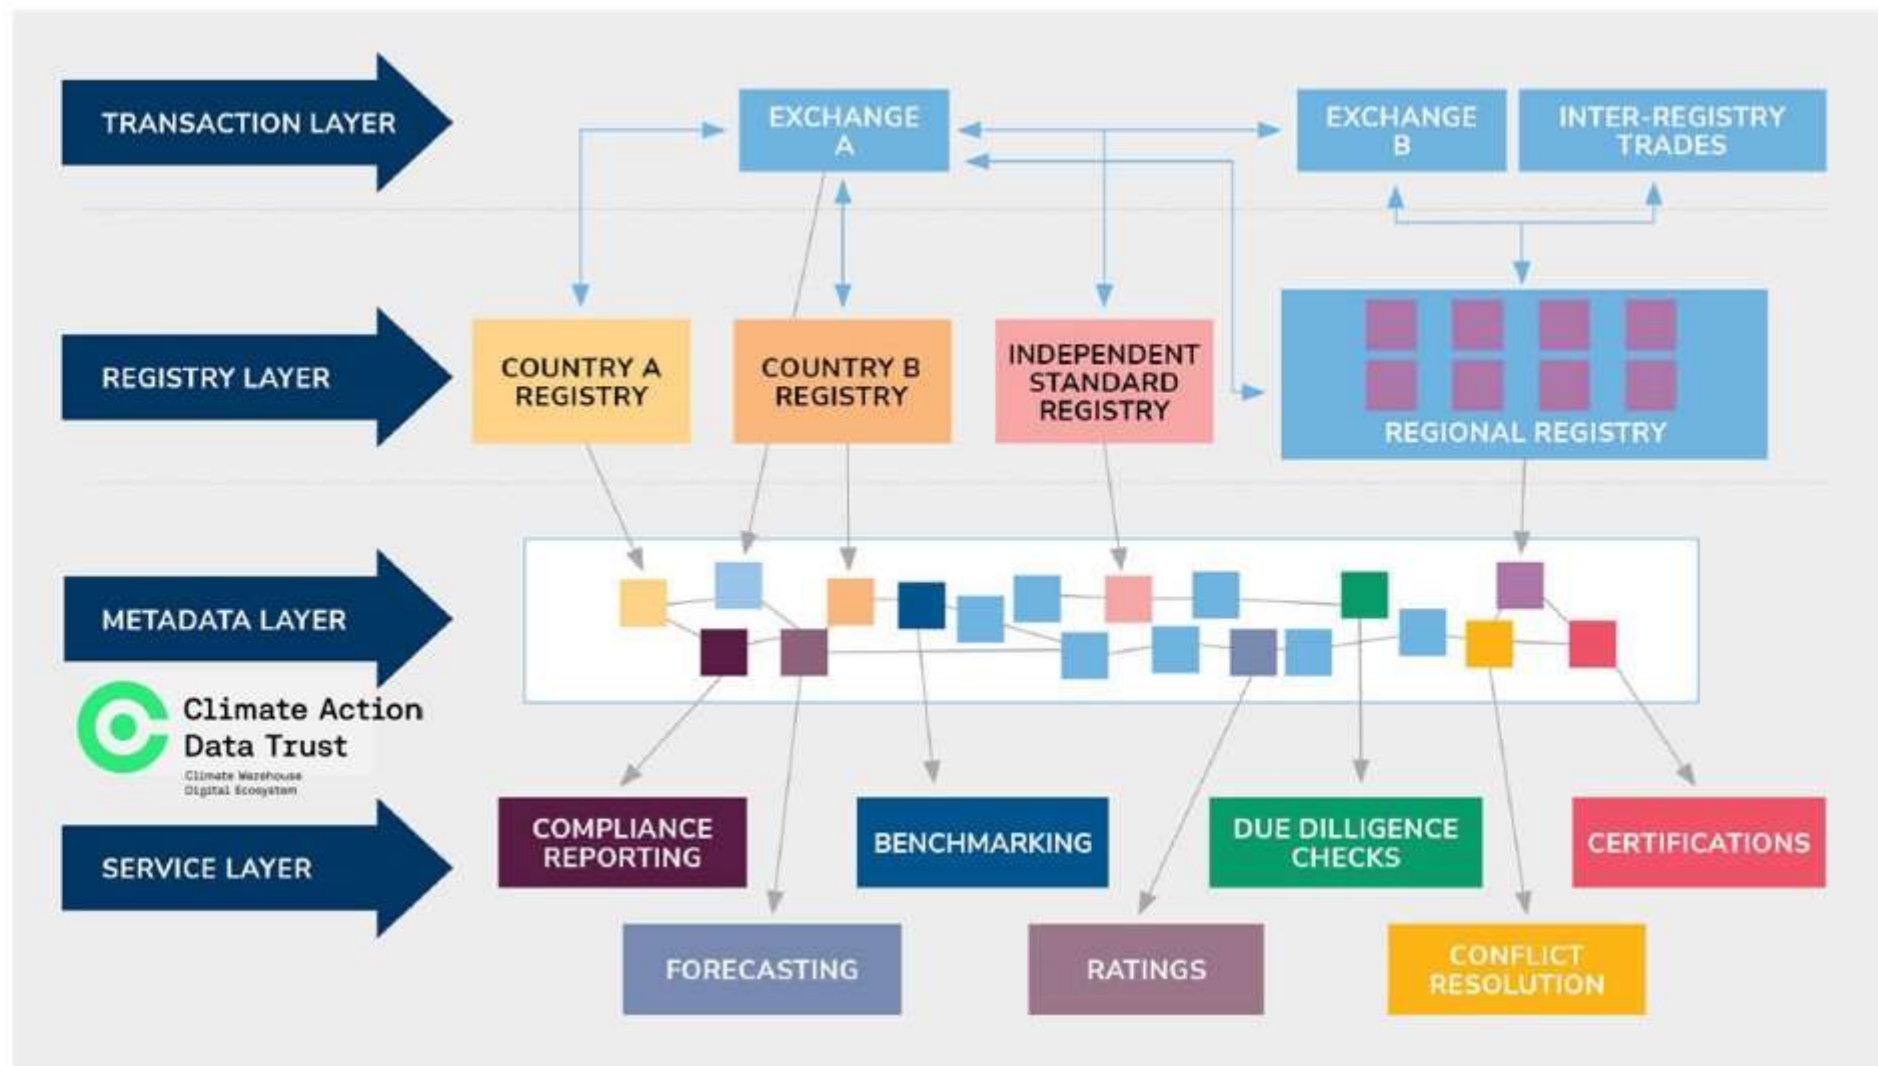 TRANSACTION LAYER
EXCHANGE
A
EXCHANGE
B
INTER-REGISTRY
TRADES
REGISTRY LAYER
COUNTRY A
REGISTRY
COUNTRY B
REGISTRY
INDEPENDENT
STANDARD
REGISTRY
REGIONAL REGISTRY
METADATA LAYER
Climate Action
Data Trust
Climate Warehouse
Digital Ecosystem
SERVICE LAYER
COMPLIANCE
REPORTING
BENCHMARKING
DUE DILLIGENCE
CHECKS
CERTIFICATIONS
FORECASTING
RATINGS
CONFLICT
RESOLUTION